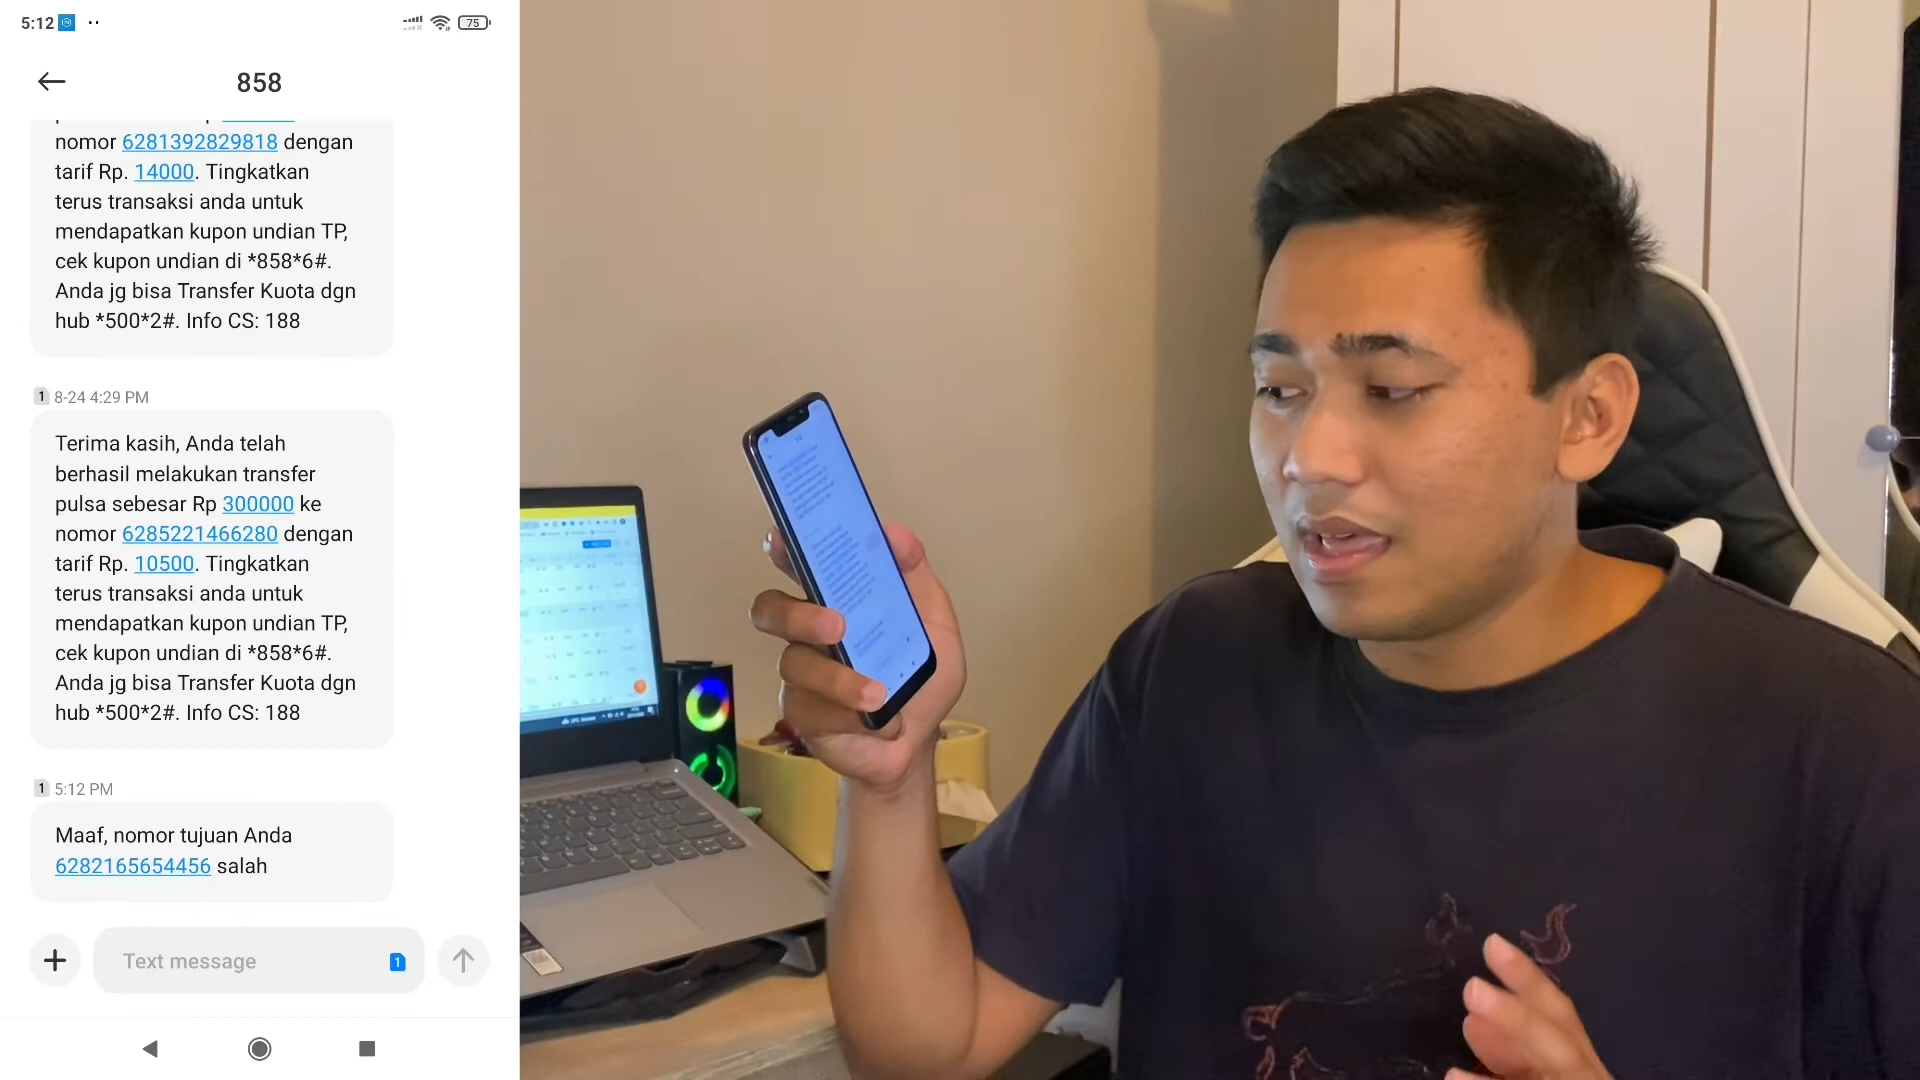 5:12
75
858
nomor 6281392829818 dengan
tarif Rp. 14000. Tingkatkan
terus transaksi anda untuk
mendapatkan kupon undian TP,
cek kupon undian di *858*6#.
Anda jg bisa Transfer Kuota dgn
hub *500*2#. Info CS: 188
1 8-24 4:29 PM
Terima kasih, Anda telah
berhasil melakukan transfer
pulsa sebesar Rp 300000 ke
nomor 6285221466280 dengan
tarif Rp. 10500. Tingkatkan
terus transaksi anda untuk
mendapatkan kupon undian TP,
cek kupon undian di *858*6#.
Anda jg bisa Transfer Kuota dgn
hub *500*2#. Info CS: 188
1 5:12 PM
Maaf, nomor tujuan Anda
6282165654456 salah
Text message
1